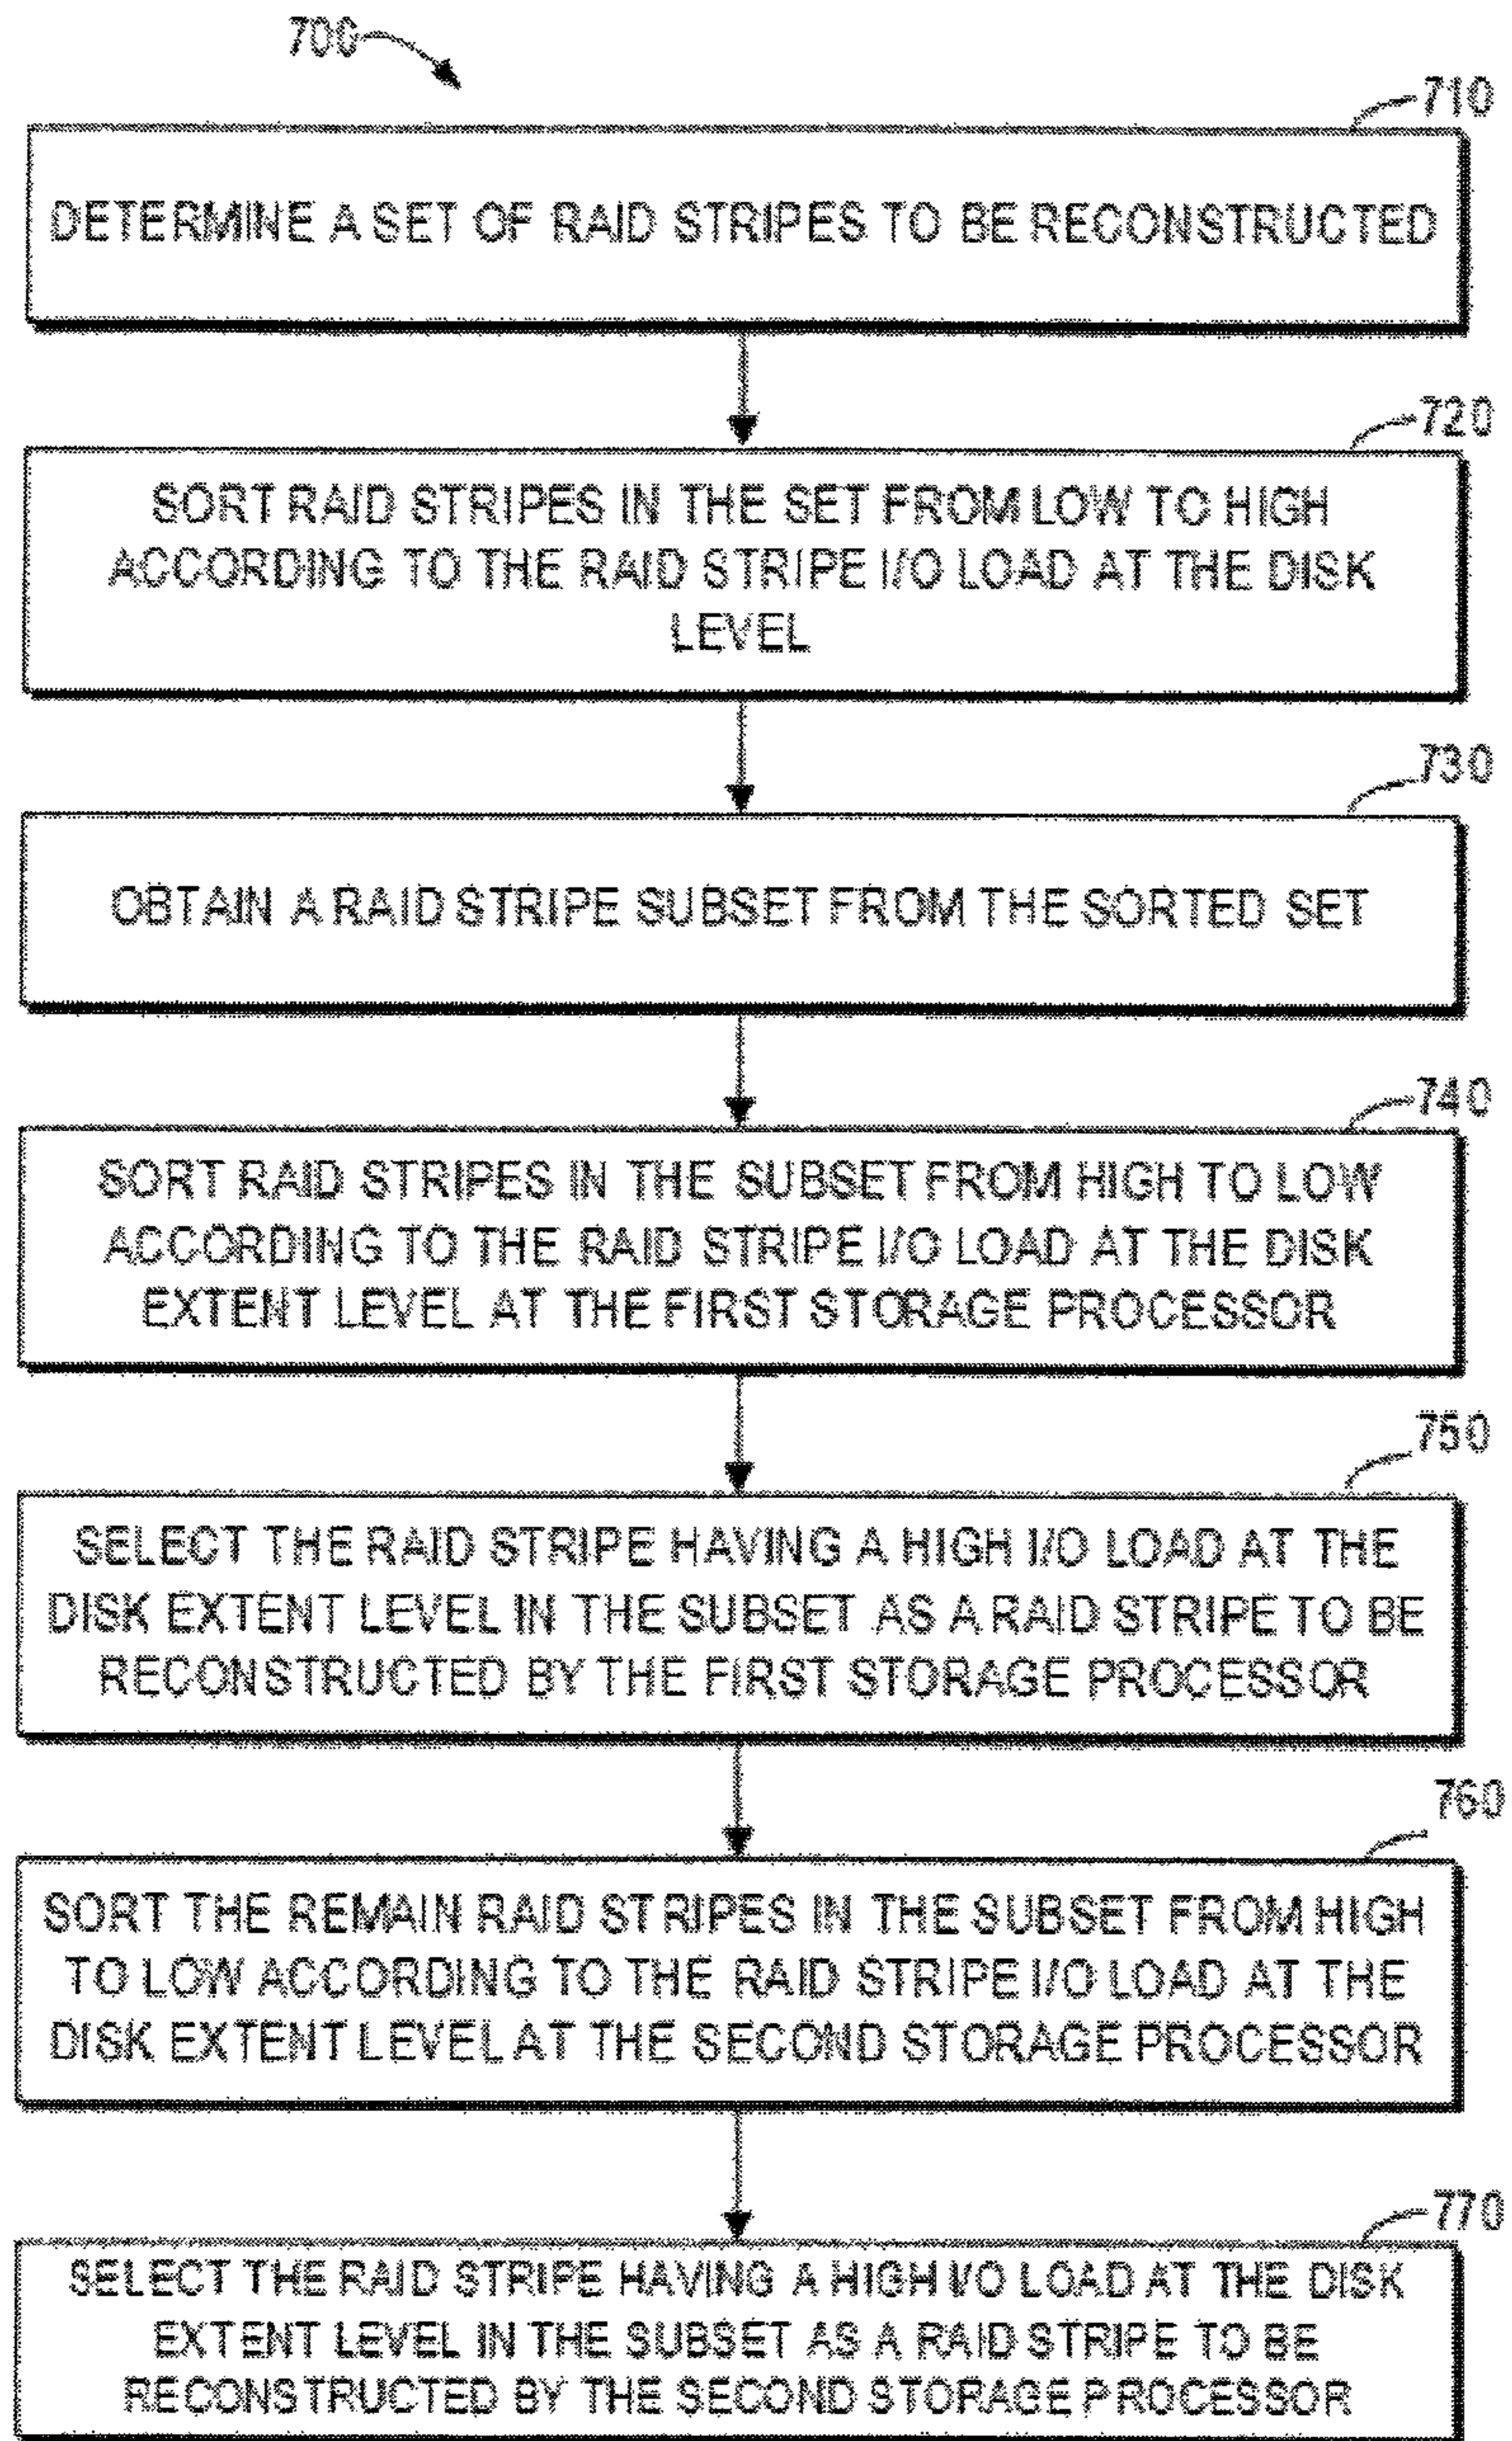 700
710
DETERMINE A SET OF RAID STRIPES TO BE RECONSTRUCTED
720
SORT RAID STRIPES IN THE SET FROM LOW TO HIGH
ACCORDING TO THE RAID STRIPE I/O LOAD AT THE DISK
LEVEL
730
OBTAIN A RAID STRIPE SUBSET FROM THE SORTED SET
740
SORT RAID STRIPES IN THE SUBSET FROM HIGH TO LOW
ACCORDING TO THE RAID STRIPE I/O LOAD AT THE DISK
EXTENT LEVEL AT THE FIRST STORAGE PROCESSOR
750
SELECT THE RAID STRIPE HAVING A HIGH I/O LOAD AT THE
DISK EXTENT LEVEL IN THE SUBSET AS A RAID STRIPE TO BE
RECONSTRUCTED BY THE FIRST STORAGE PROCESSOR
760
SORT THE REMAIN RAID STRIPES IN THE SUBSET FROM HIGH
TO LOW ACCORDING TO THE RAID STRIPE I/O LOAD AT THE
DISK EXTENT LEVEL AT THE SECOND STORAGE PROCESSOR
770
SELECT THE RAID STRIPE HAVING A HIGH I/O LOAD AT THE DISK
EXTENT LEVEL IN THE SUBSET AS A RAID STRIPE TO BE
RECONSTRUCTED BY THE SECOND STORAGE PROCESSOR